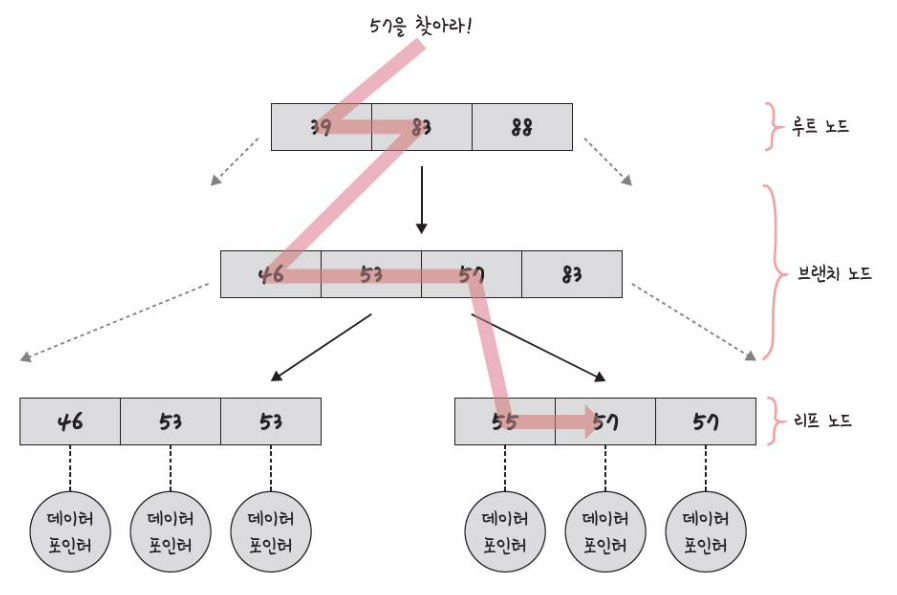 57을 찾아라!
39 83 88
루트 노드
46 53 57 83
브랜치 노드
46 53 53 55 57 57
리프 노드
데이터 데이터 데이터 데이터 데이터 데이터
포인터 포인터 포인터 포인터 포인터 포인터